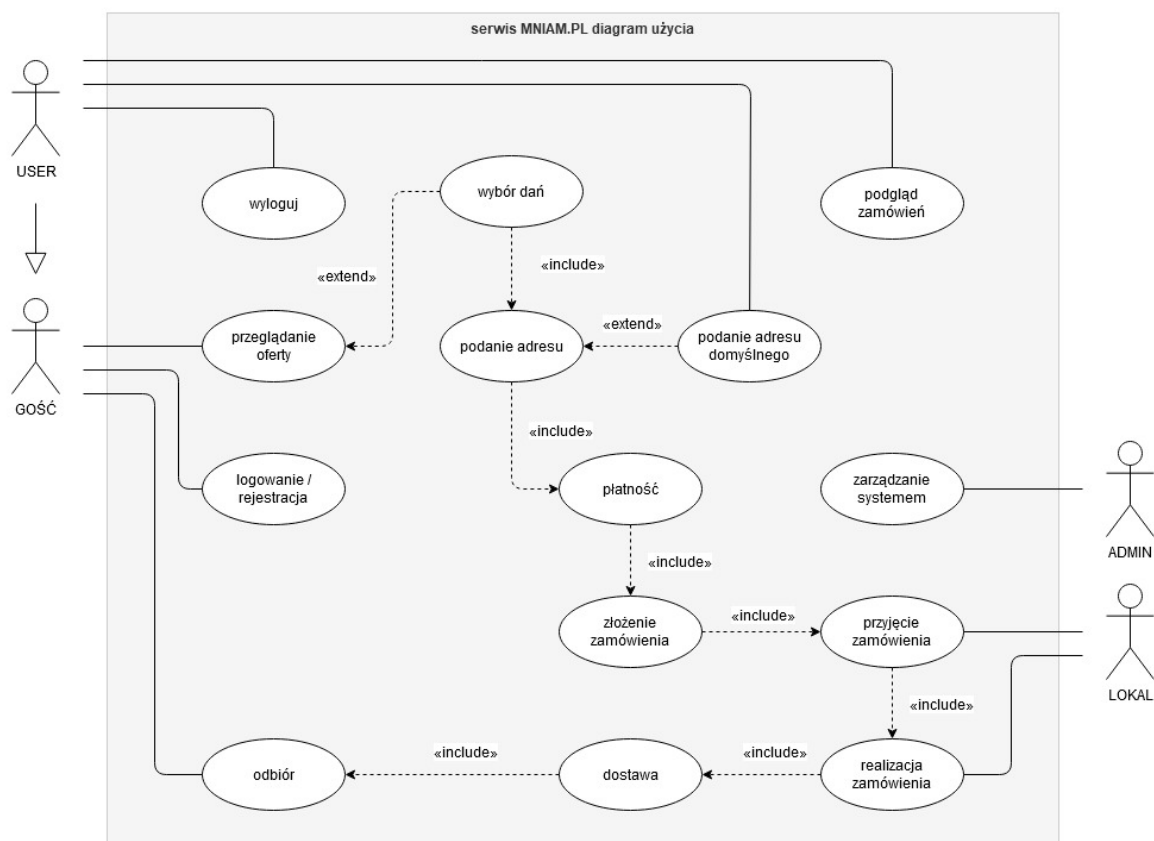 serwis MNIAM.PL diagram użycia
USER
wyloguj
wybór dań
podgląd
zamówień
«extend»
«include»
GOŚĆ
przeglądanie
oferty
podanie adresu
«extend»
podanie adresu
domyślnego
«include»
logowanie /
rejestracja
płatność
zarządzanie
systemem
ADMIN
«include»
złożenie
zamówienia
«include»
przyjęcie
zamówienia
LOKAL
«include»
odbiór
«include»
dostawa
«include»
realizacja
zamówienia